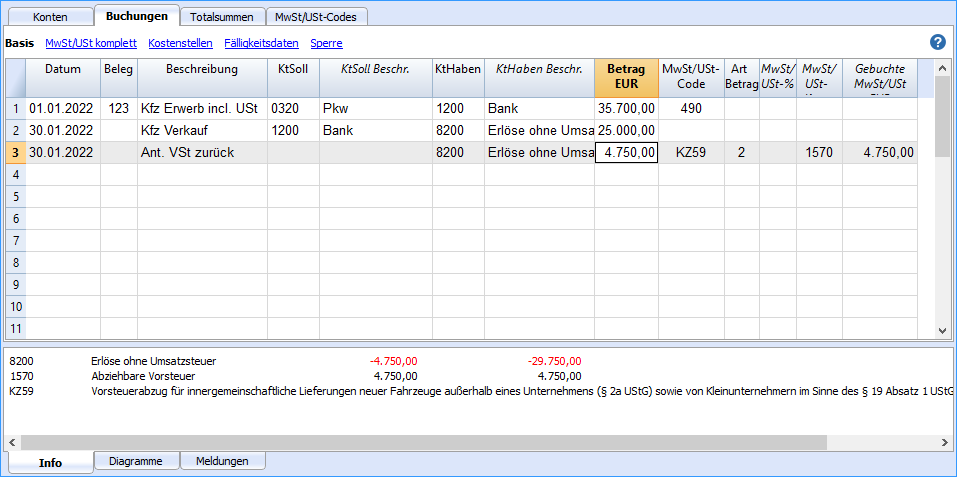 Konten Buchungen Totalsummen MwSt/USt-Codes
Basis MwSt/USt komplett Kostenstellen Fälligkeitsdaten Sperre ?
Datum Beleg Beschreibung KtSoll KtSoll Beschr. KtHaben KtHaben Beschr. Betrag EUR MwSt/USt-Code Art Betrag MwSt/USt-% MwSt/USt- Gebuchte MwSt/USt
1 01.01.2022 123 Kfz Erwerb incl. USt 0320 Pkw 1200 Bank 35.700,00 490
2 30.01.2022 Kfz Verkauf 1200 Bank 8200 Erlöse ohne Umsa 25.000,00
3 30.01.2022 Ant. VSt zurück 8200 Erlöse ohne Umsa 4.750,00 KZ59 2 1570 4.750,00
4
5
6
7
8
9
10
11
8200 Erlöse ohne Umsatzsteuer -4.750,00 -29.750,00
1570 Abziehbare Vorsteuer 4.750,00 4.750,00
KZ59 Vorsteuerabzug für innergemeinschaftliche Lieferungen neuer Fahrzeuge außerhalb eines Unternehmens (§ 2a UStG) sowie von Kleinunternehmern im Sinne des § 19 Absatz 1 UStG
Info Diagramme Meldungen